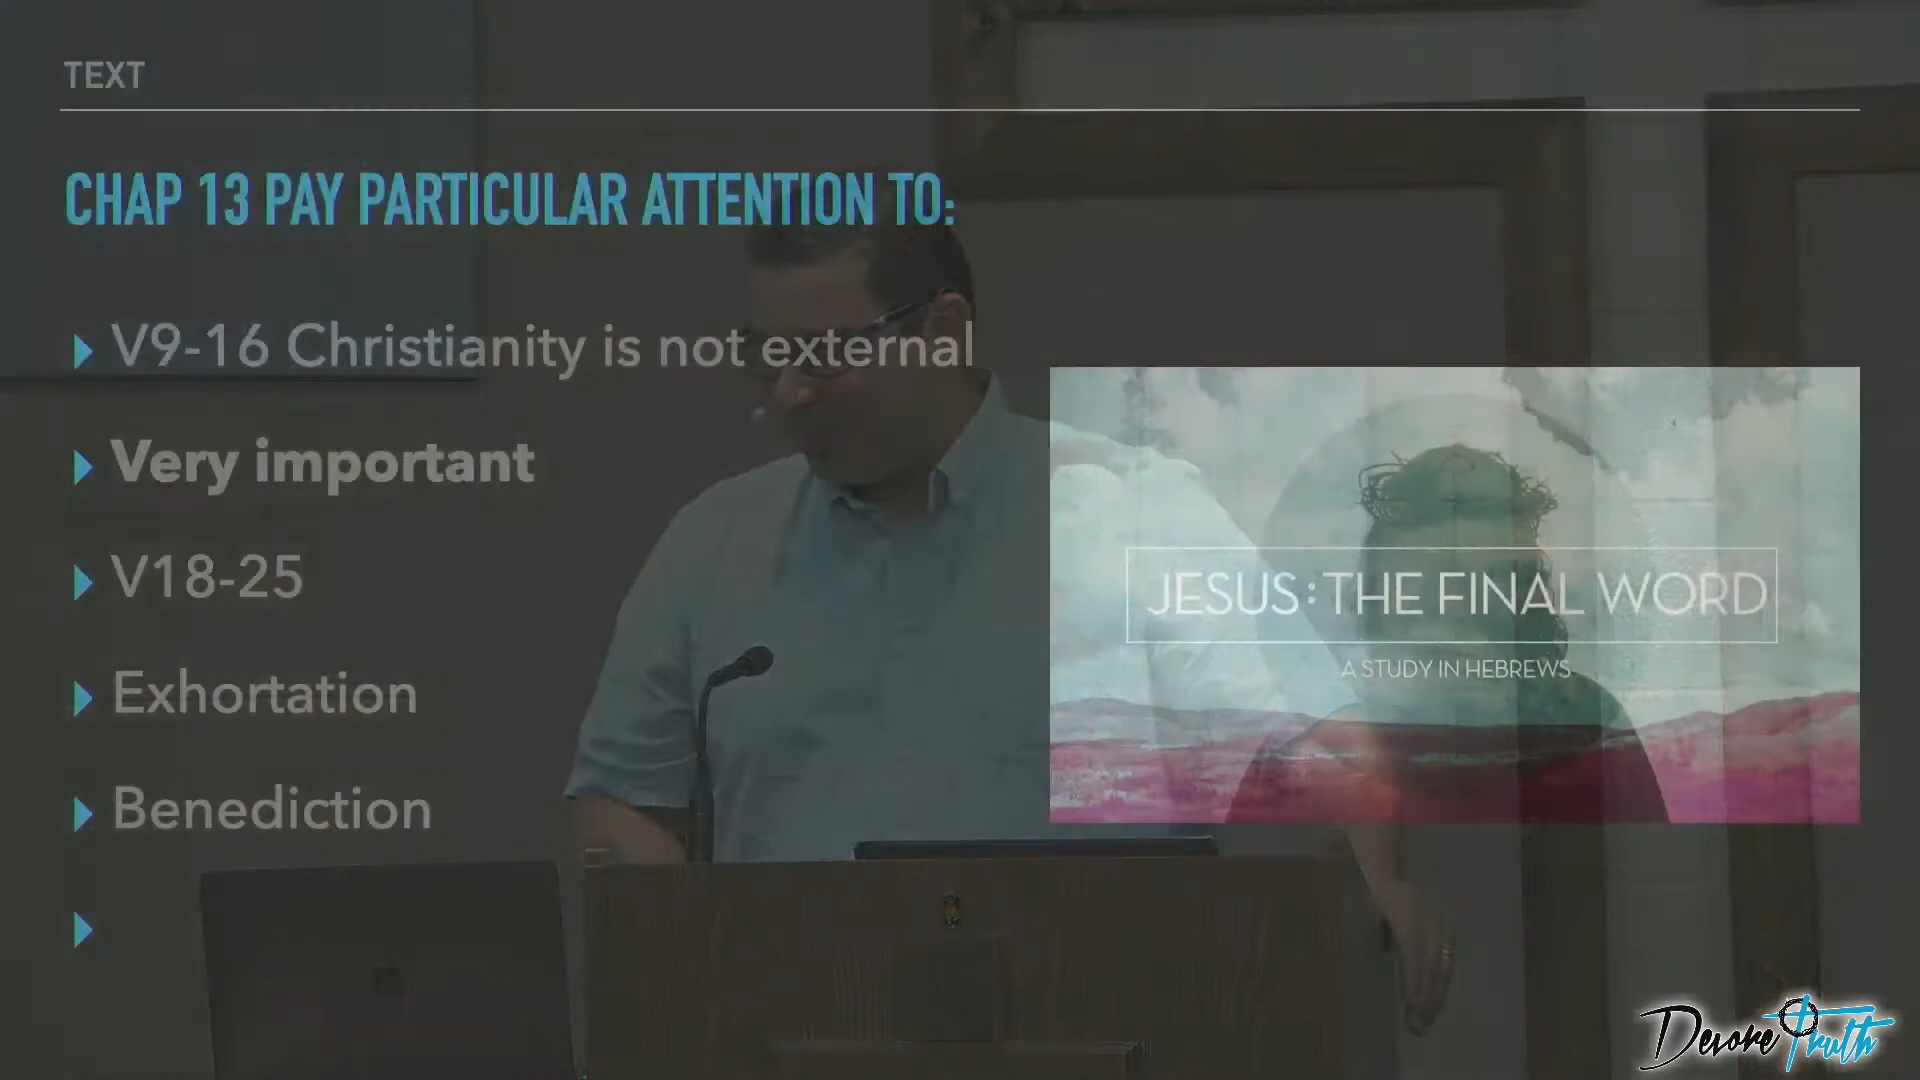 TEXT
CHAP 13 PAY PARTICULAR ATTENTION TO:
V9-16 Christianity is not external
Very important
V18-25
Exhortation
Benediction
JESUS : THE FINAL WORD
A STUDY IN HEBREWS
Devore Truth